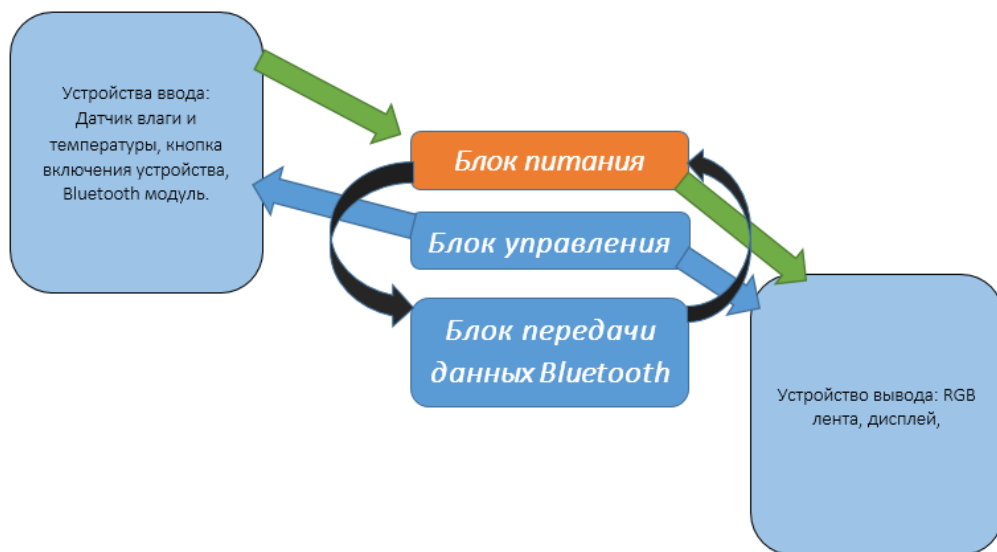 Устройства ввода:
Датчик влаги и
температуры, кнопка
включения устройства,
Bluetooth модуль.
Блок питания
Блок управления
Блок передачи
данных Bluetooth
Устройство вывода: RGB
лента, дисплей,